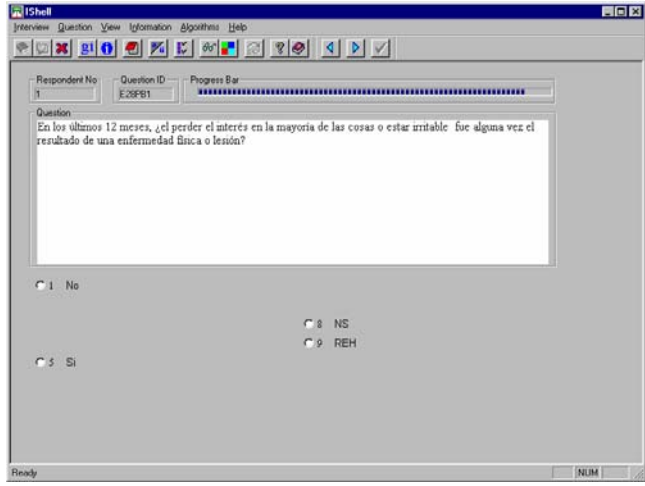 IShell
Interview Question View Information Algorithms Help
g1
Respondent No
Question ID
Progress Bar
1
E28PB1
Question
En los últimos 12 meses, ¿el perder el interés en la mayoría de las cosas o estar irritable fue alguna vez el
resultado de una enfermedad física o lesión?
1 No
8 NS
9 REH
5 Si
Ready
NUM